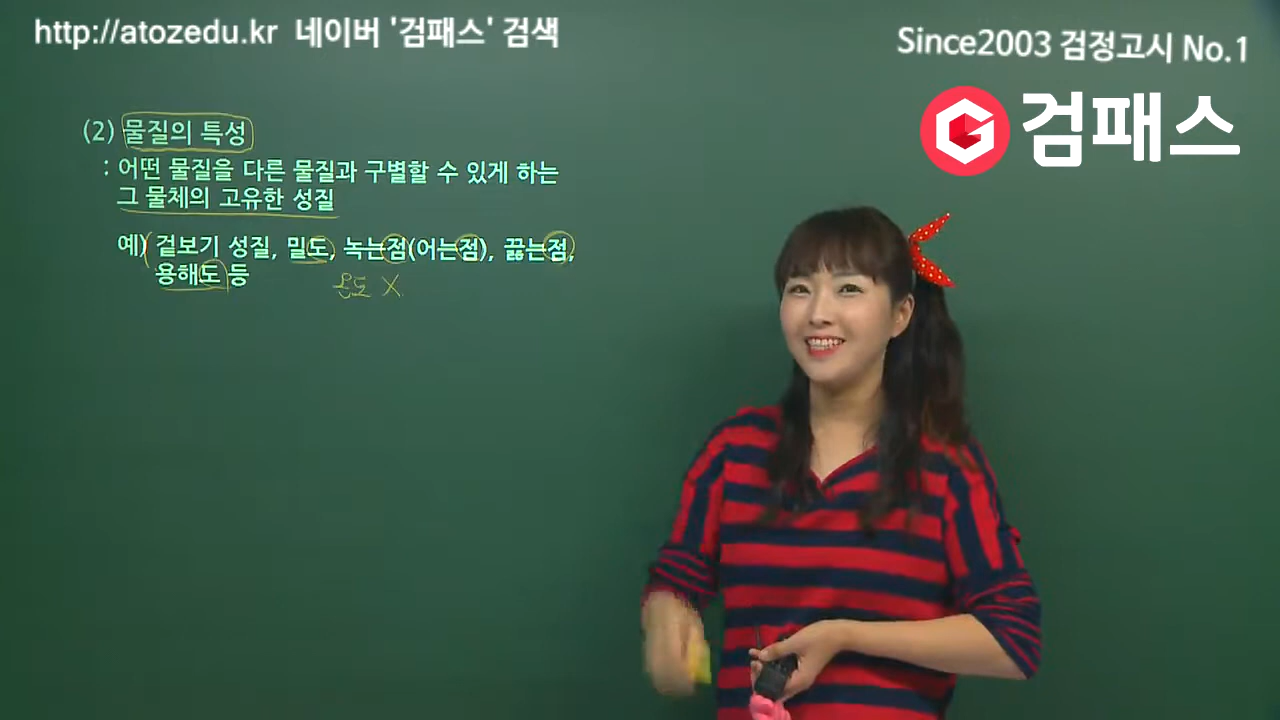 http://atozedu.kr 네이버 '검패스' 검색
Since2003 검정고시 No.1
검패스
(2) 물질의 특성
: 어떤 물질을 다른 물질과 구별할 수 있게 하는
그 물체의 고유한 성질
예) 겉보기 성질, 밀도, 녹는점(어는점), 끓는점,
용해도 등
온도 X